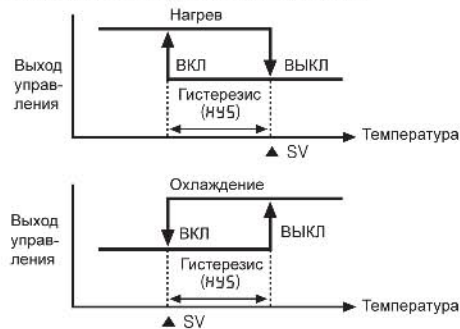 Нагрев
Выход
управ-
ления
ВКЛ
ВЫКЛ
Гистерезис
(HYS)
Температура
▲ SV
Охлаждение
Выход
управ-
ления
ВКЛ
ВЫКЛ
Гистерезис
(HYS)
Температура
▲ SV